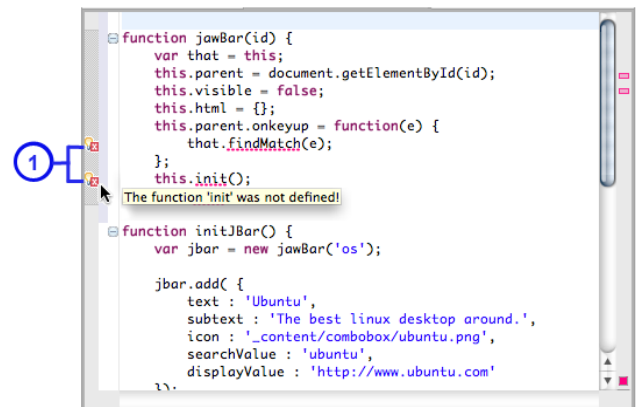 function jawBar(id) {
var that = this;
this.parent = document.getElementById(id);
this.visible = false;
this.html = {};
this.parent.onkeyup = function(e) {
that.findMatch(e);
};
this.init();
1
The function 'init' was not defined!
function initJBar() {
var jbar = new jawBar('os');
jbar.add( {
text : 'Ubuntu',
subtext : 'The best linux desktop around.',
icon : '_content/combobox/ubuntu.png',
searchValue : 'ubuntu',
displayValue : 'http://www.ubuntu.com'
});